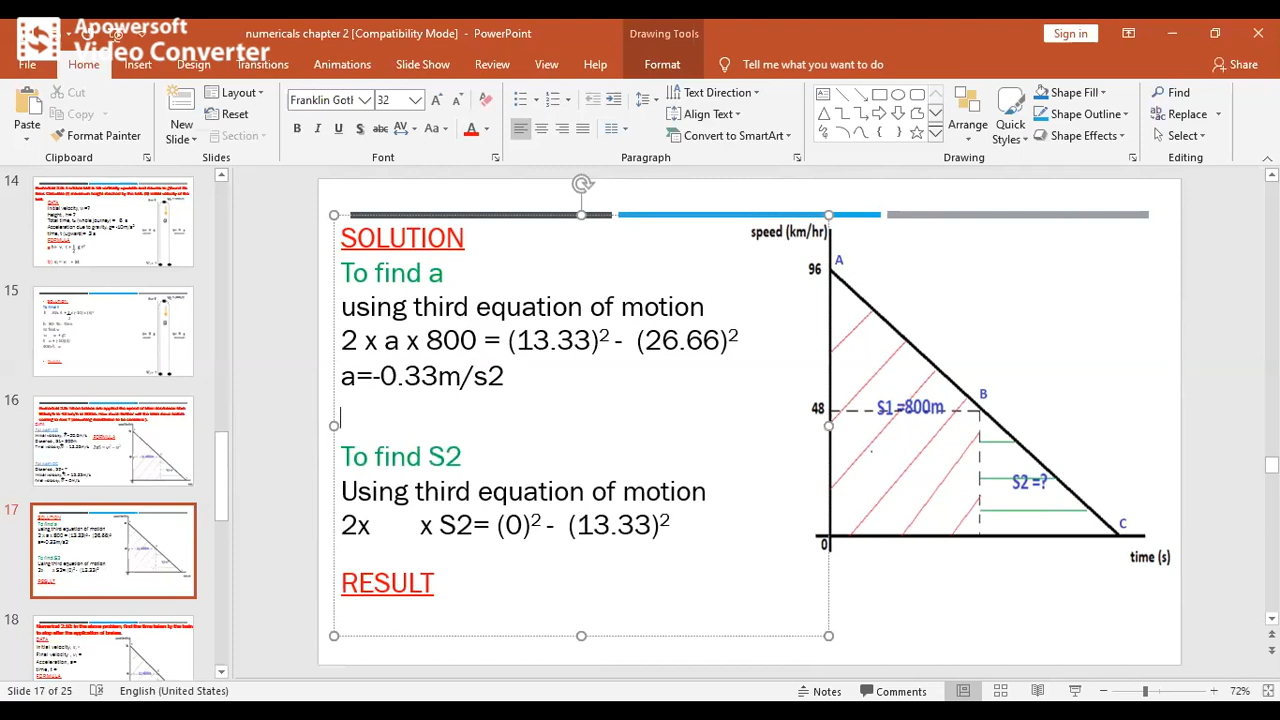 Apowersoft
Video Converter
numericals chapter 2 [Compatibility Mode] - PowerPoint
Drawing Tools
Sign in
File
Home
Insert
Design
Transitions
Animations
Slide Show
Review
View
Help
Format
Tell me what you want to do
Share
Paste
Cut
Copy
Format Painter
Clipboard
New
Slide
Layout
Reset
Section
Slides
Franklin Goth
32
Font
Text Direction
Align Text
Convert to SmartArt
Paragraph
Arrange
Quick
Styles
Shape Fill
Shape Outline
Shape Effects
Drawing
Find
Replace
Select
Editing
14
15
16
17
18
SOLUTION
To find a
using third equation of motion
2 x a x 800 = (13.33)² - (26.66)²
a=-0.33m/s2
To find S2
Using third equation of motion
2x x S2= (0)² - (13.33)²
RESULT
speed (km/hr)
96
A
48
S1 =800m
B
S2 =?
C
0
time (s)
Slide 17 of 25
English (United States)
Notes
Comments
72%